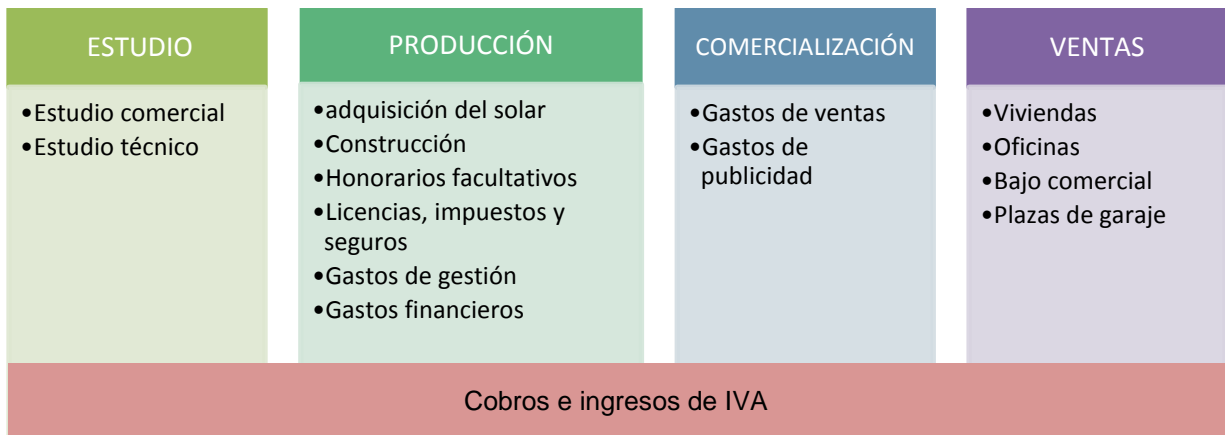 ESTUDIO
•Estudio comercial
•Estudio técnico
PRODUCCIÓN
•adquisición del solar
•Construcción
•Honorarios facultativos
•Licencias, impuestos y
seguros
•Gastos de gestión
•Gastos financieros
COMERCIALIZACIÓN
•Gastos de ventas
•Gastos de
publicidad
VENTAS
•Viviendas
•Oficinas
•Bajo comercial
•Plazas de garaje
Cobros e ingresos de IVA